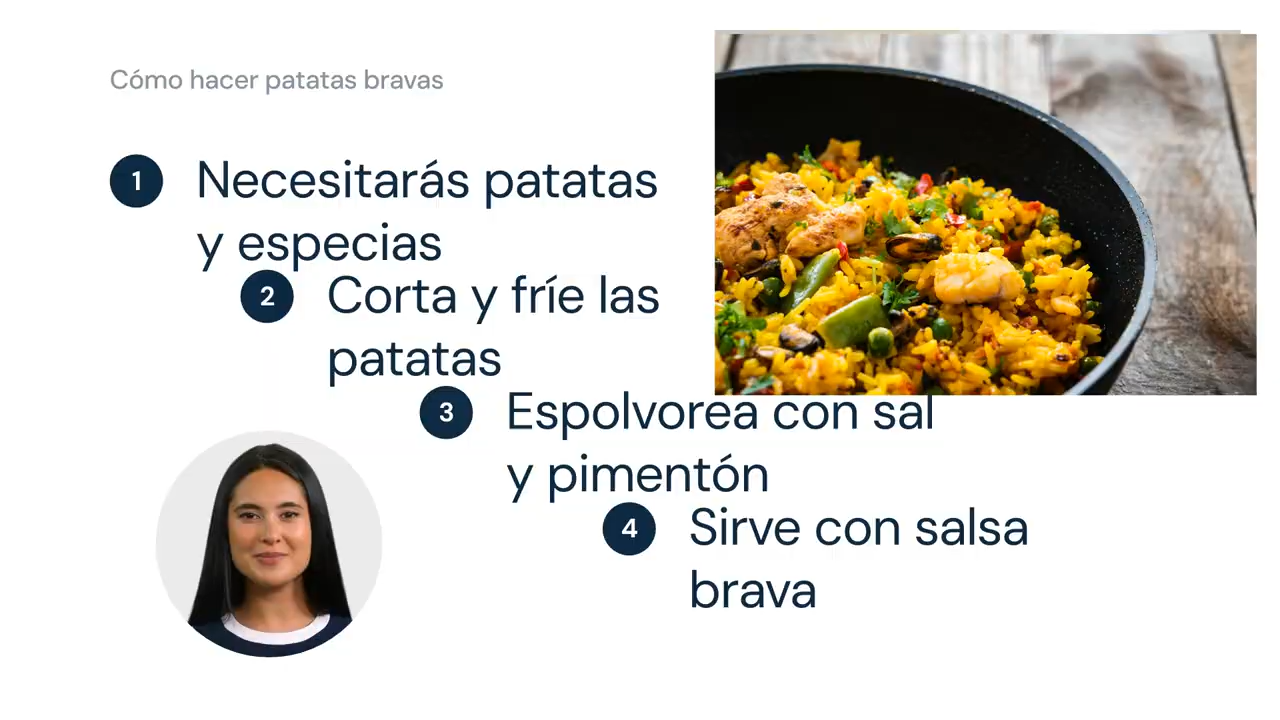 Cómo hacer patatas bravas
1 Necesitarás patatas
y especias
2 Corta y fríe las
patatas
3 Espolvorea con sal
y pimentón
4 Sirve con salsa
brava